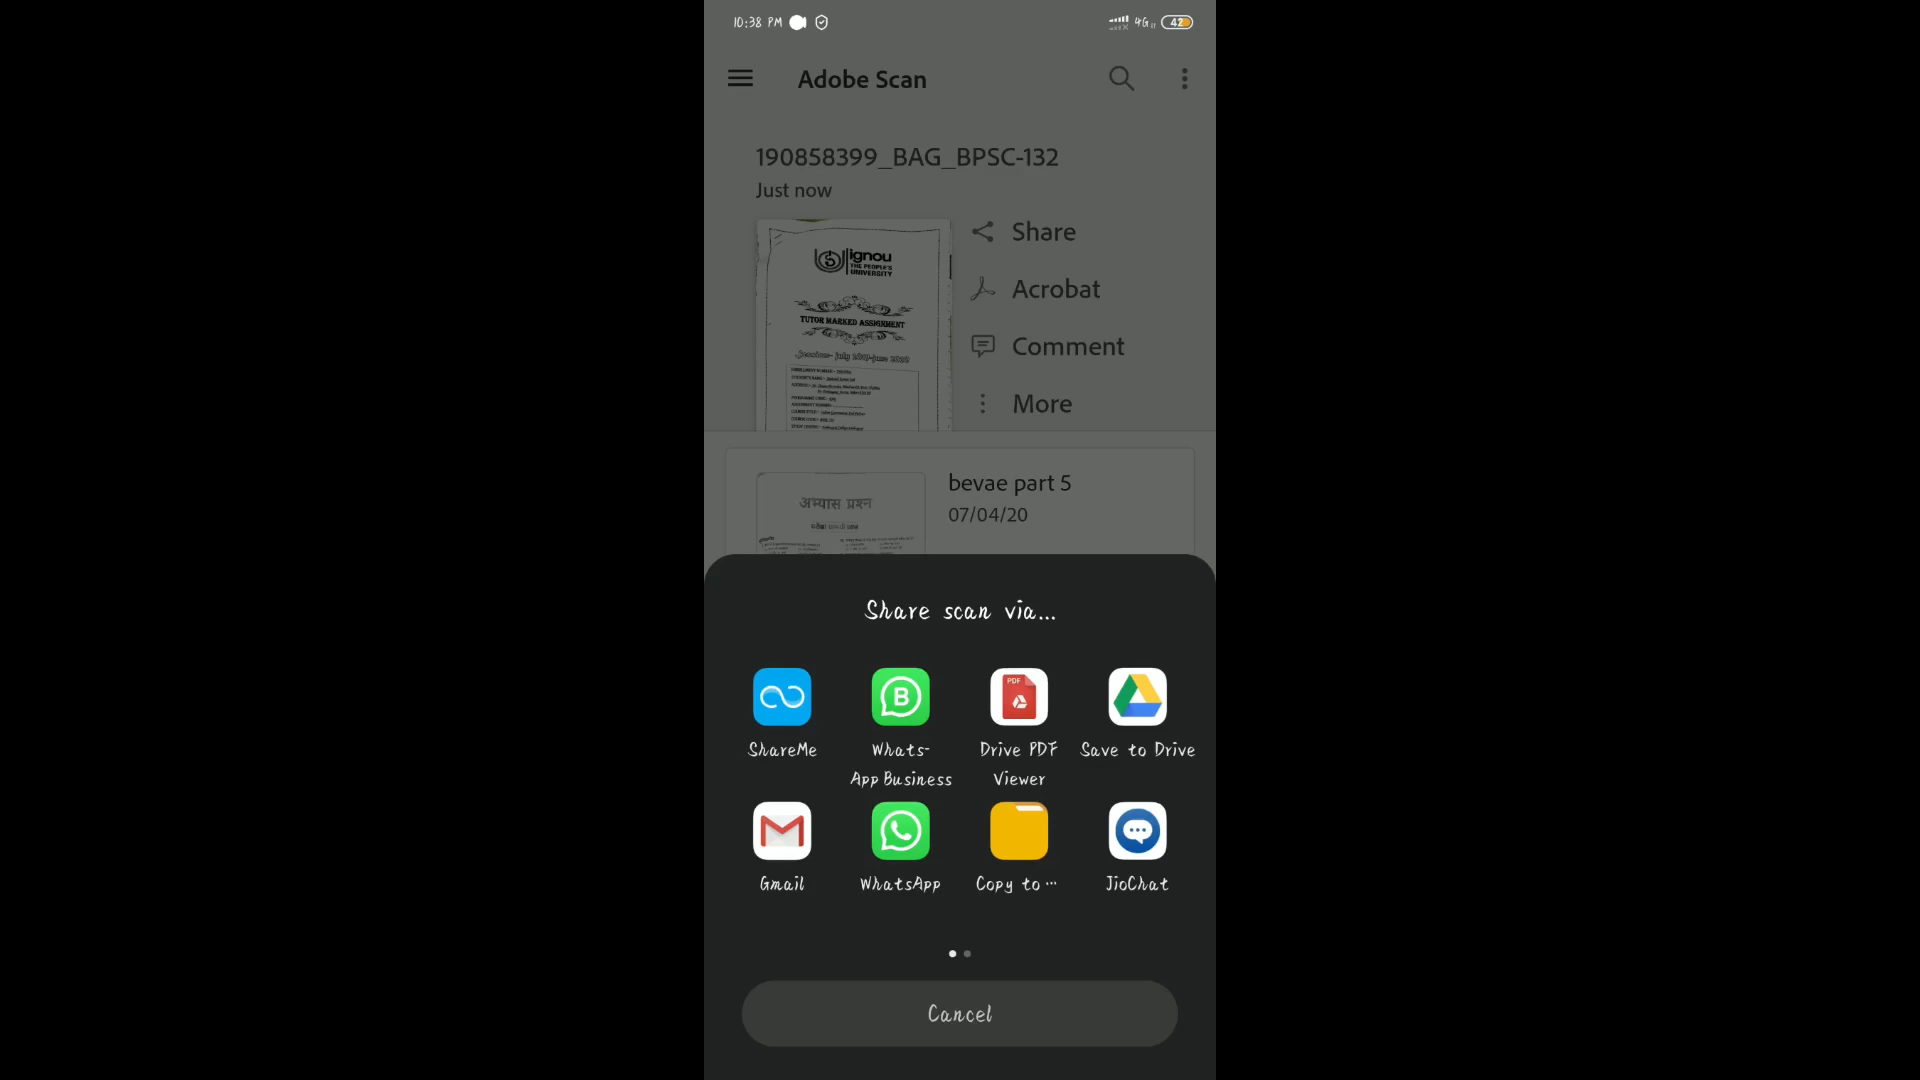 10:38 PM
4G
42
Adobe Scan
190858399_BAG_BPSC-132
Just now
ignou
THE PEOPLE'S
UNIVERSITY
TUTOR MARKED ASSIGNMENT
Share
Acrobat
Comment
More
bevae part 5
07/04/20
अभ्यास प्रश्न
Share scan via...
ShareMe
Whats-
App Business
Drive PDF
Viewer
PDF
Save to Drive
Gmail
WhatsApp
Copy to ...
JioChat
Cancel